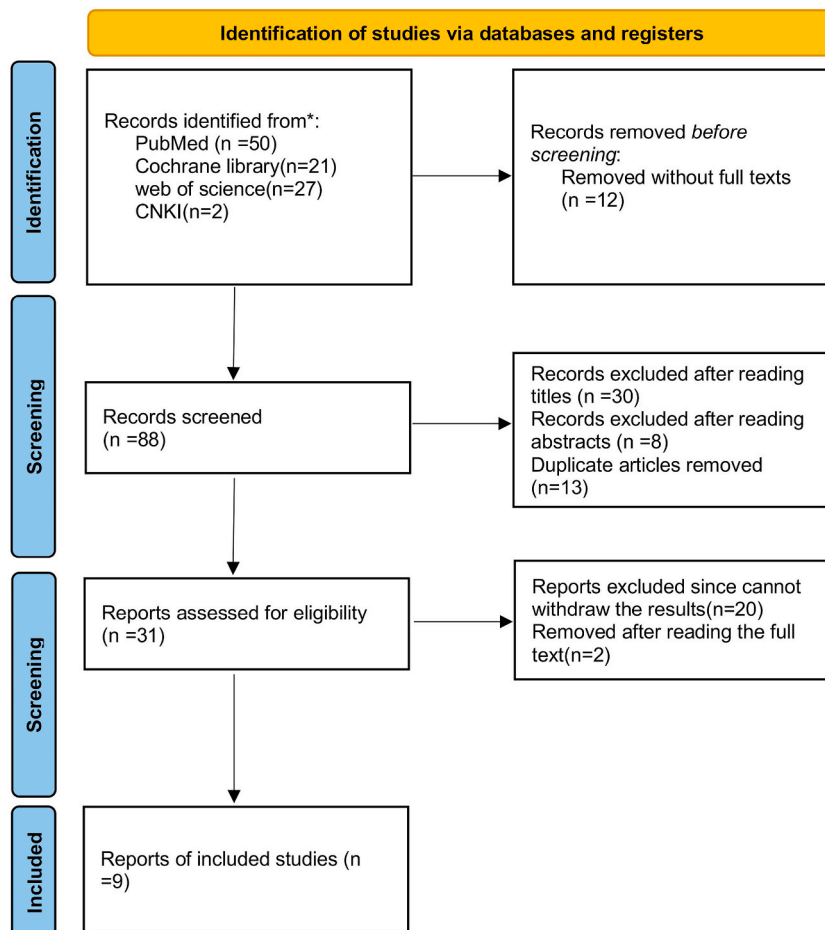 Identification of studies via databases and registers
Identification
Records identified from*:
PubMed (n =50)
Cochrane library(n=21)
web of science(n=27)
CNKI(n=2)
Records removed before
screening:
Removed without full texts
(n =12)
Screening
Records screened
(n =88)
Records excluded after reading
titles (n =30)
Records excluded after reading
abstracts (n =8)
Duplicate articles removed
(n=13)
Screening
Reports assessed for eligibility
(n =31)
Reports excluded since cannot
withdraw the results(n=20)
Removed after reading the full
text(n=2)
Included
Reports of included studies (n
=9)